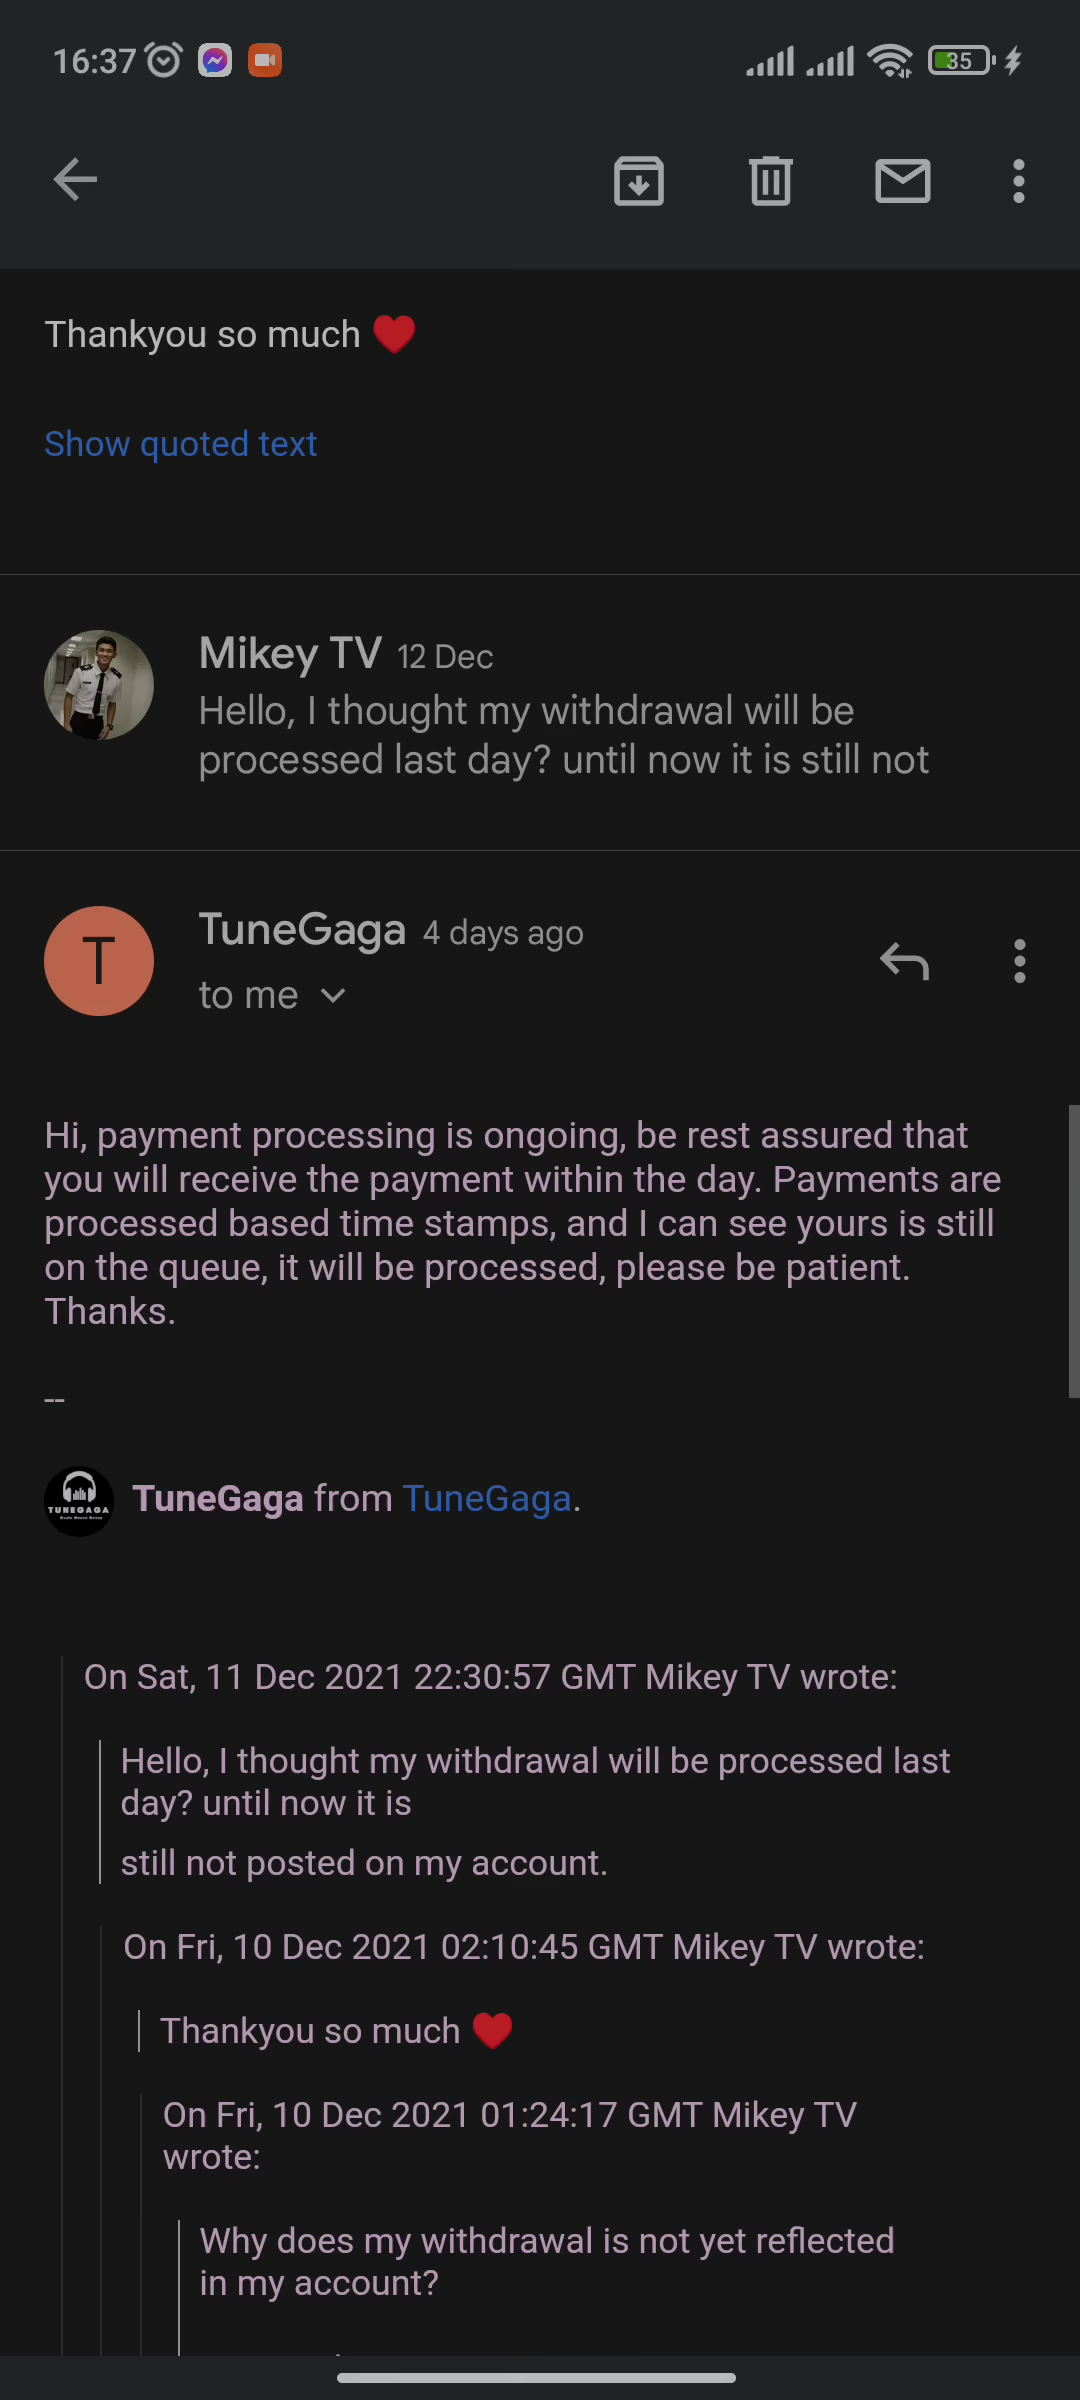 16:37
35
Thankyou so much ❤️
Show quoted text
Mikey TV 12 Dec
Hello, I thought my withdrawal will be
processed last day? until now it is still not
T
TuneGaga 4 days ago
to me
Hi, payment processing is ongoing, be rest assured that
you will receive the payment within the day. Payments are
processed based time stamps, and I can see yours is still
on the queue, it will be processed, please be patient.
Thanks.
--
TUNEGAGA
TuneGaga from TuneGaga.
On Sat, 11 Dec 2021 22:30:57 GMT Mikey TV wrote:
Hello, I thought my withdrawal will be processed last
day? until now it is
still not posted on my account.
On Fri, 10 Dec 2021 02:10:45 GMT Mikey TV wrote:
Thankyou so much ❤️
On Fri, 10 Dec 2021 01:24:17 GMT Mikey TV
wrote:
Why does my withdrawal is not yet reflected
in my account?